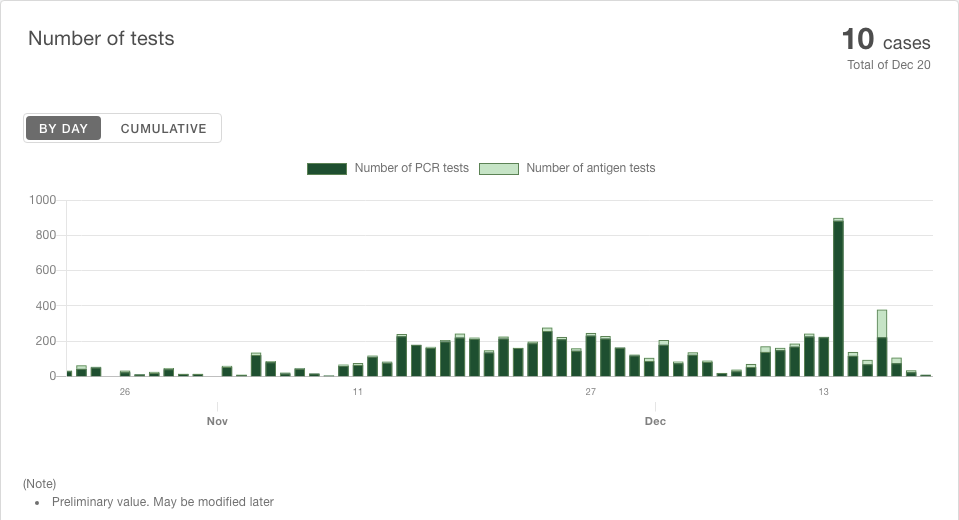 Number of tests
10 cases
Total of Dec 20
BY DAY
CUMULATIVE
Number of PCR tests
Number of antigen tests
1000
800
600
400
200
0
26
11
27
13
Nov
Dec
(Note)
• Preliminary value. May be modified later